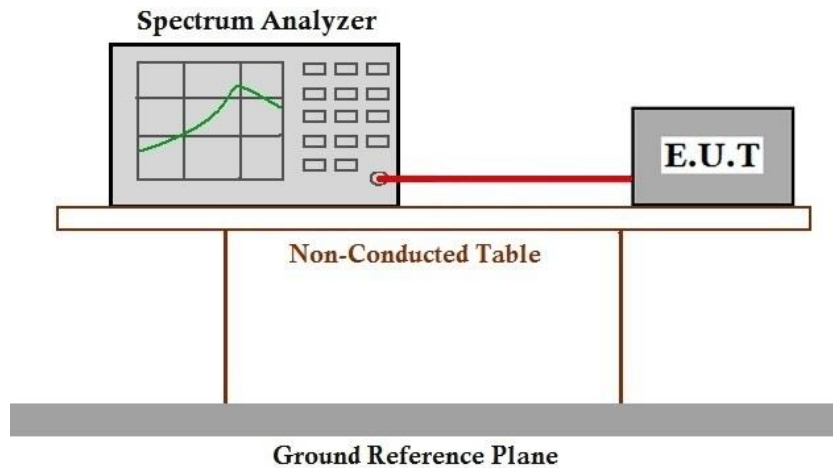 Spectrum Analyzer
E.U.T
Non-Conducted Table
Ground Reference Plane